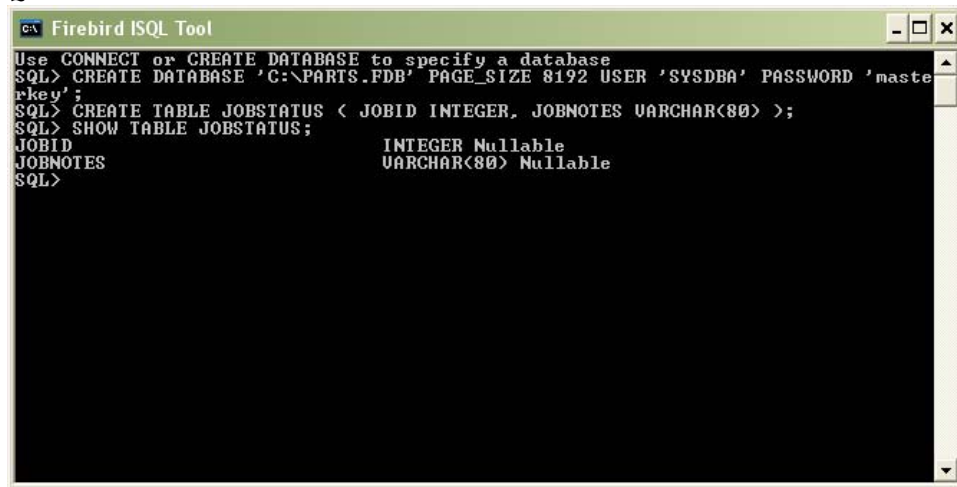 Firebird ISQL Tool
Use CONNECT or CREATE DATABASE to specify a database
SQL> CREATE DATABASE 'C:\PARTS.FDB' PAGE_SIZE 8192 USER 'SYSDBA' PASSWORD 'maste
rkey';
SQL> CREATE TABLE JOBSTATUS ( JOBID INTEGER, JOBNOTES VARCHAR(80) );
SQL> SHOW TABLE JOBSTATUS;
JOBID INTEGER Nullable
JOBNOTES VARCHAR(80) Nullable
SQL>